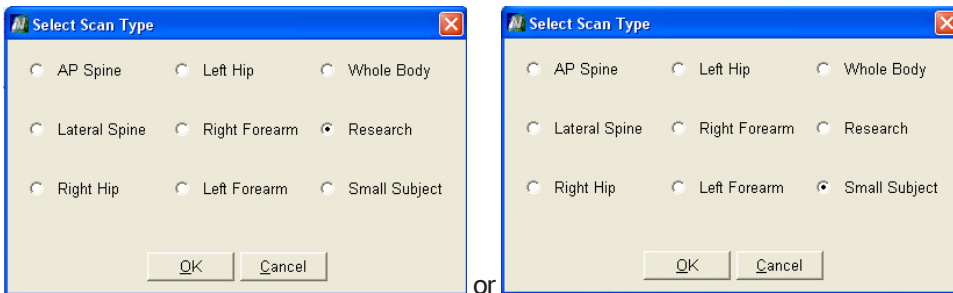 Select Scan Type
AP Spine Left Hip Whole Body
Lateral Spine Right Forearm Research
Right Hip Left Forearm Small Subject
OK Cancel
or
Select Scan Type
AP Spine Left Hip Whole Body
Lateral Spine Right Forearm Research
Right Hip Left Forearm Small Subject
OK Cancel